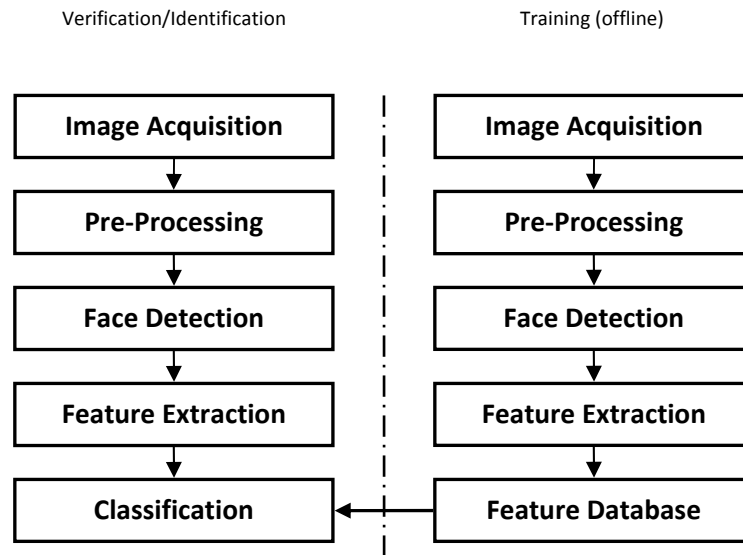 Verification/Identification
Training (offline)
Image Acquisition
Image Acquisition
Pre-Processing
Pre-Processing
Face Detection
Face Detection
Feature Extraction
Feature Extraction
Classification
Feature Database